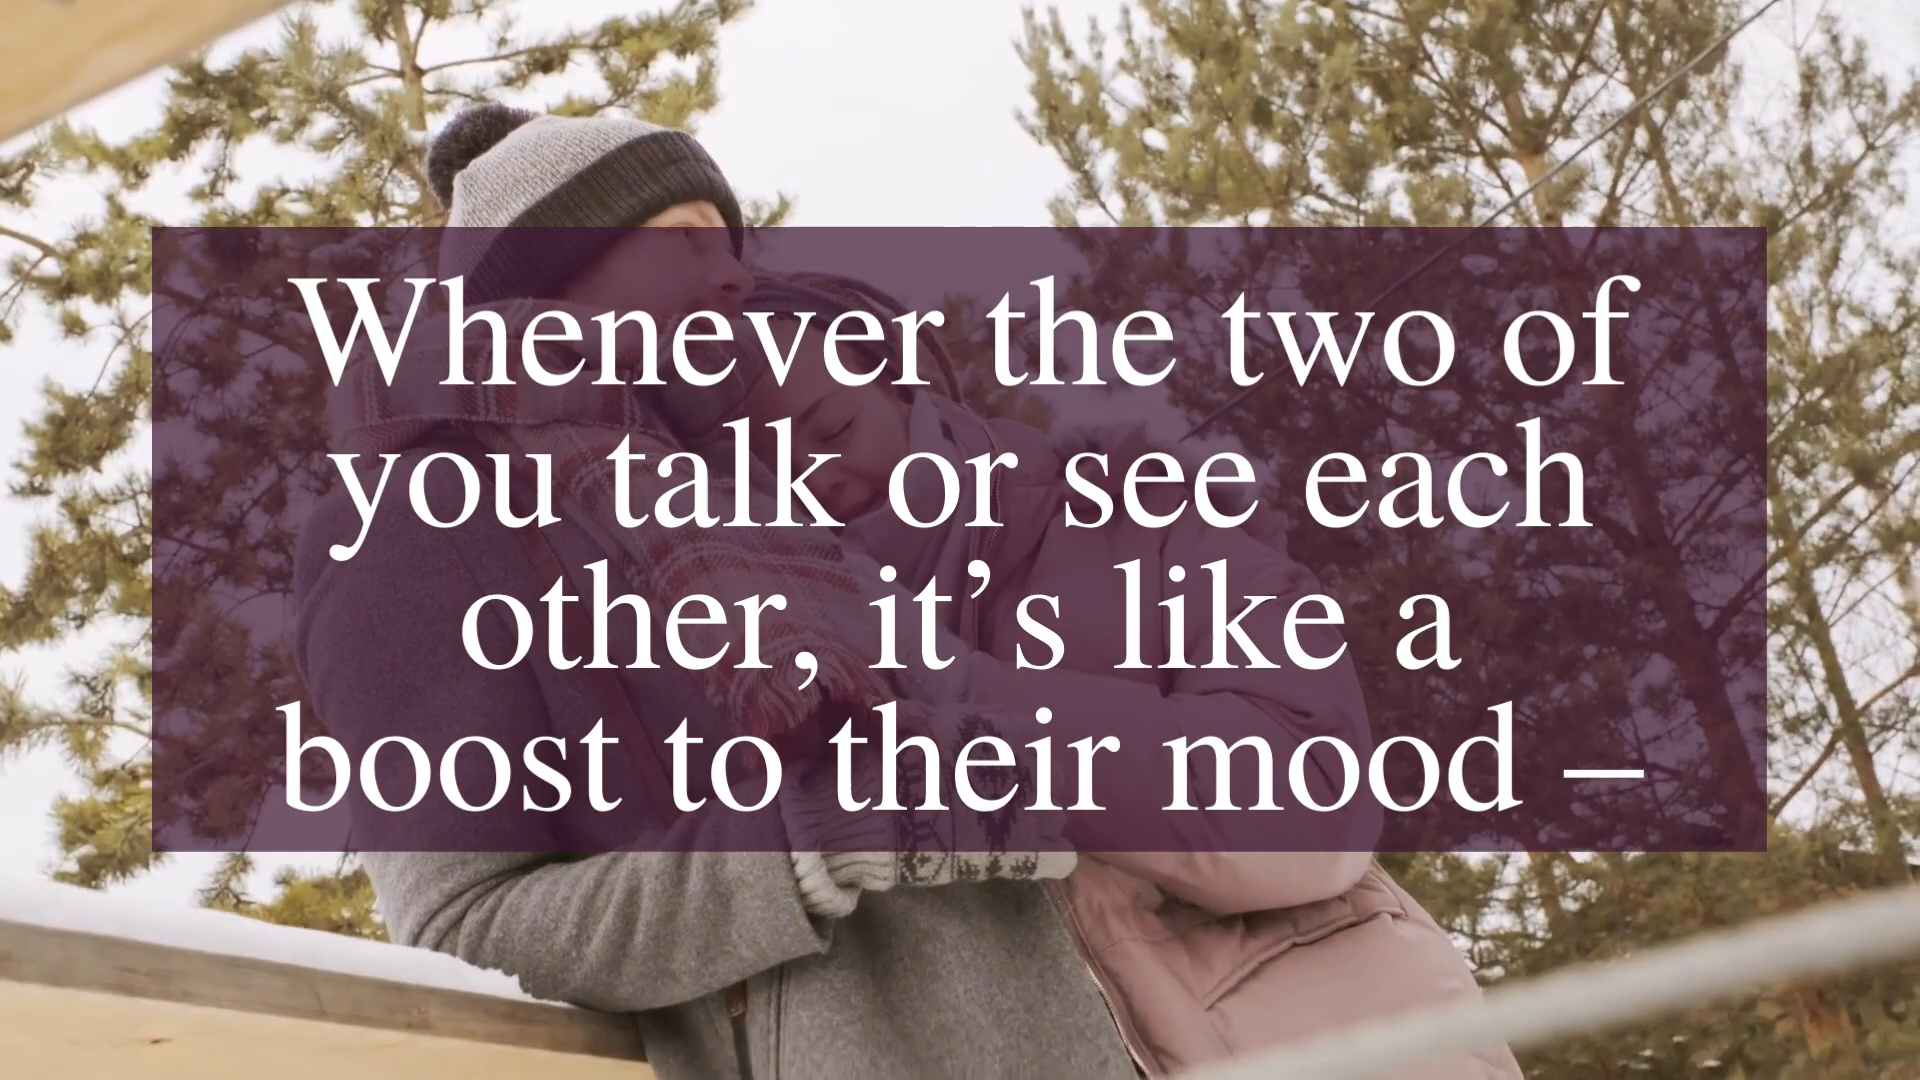 Whenever the two of
you talk or see each
other, it’s like a
boost to their mood –